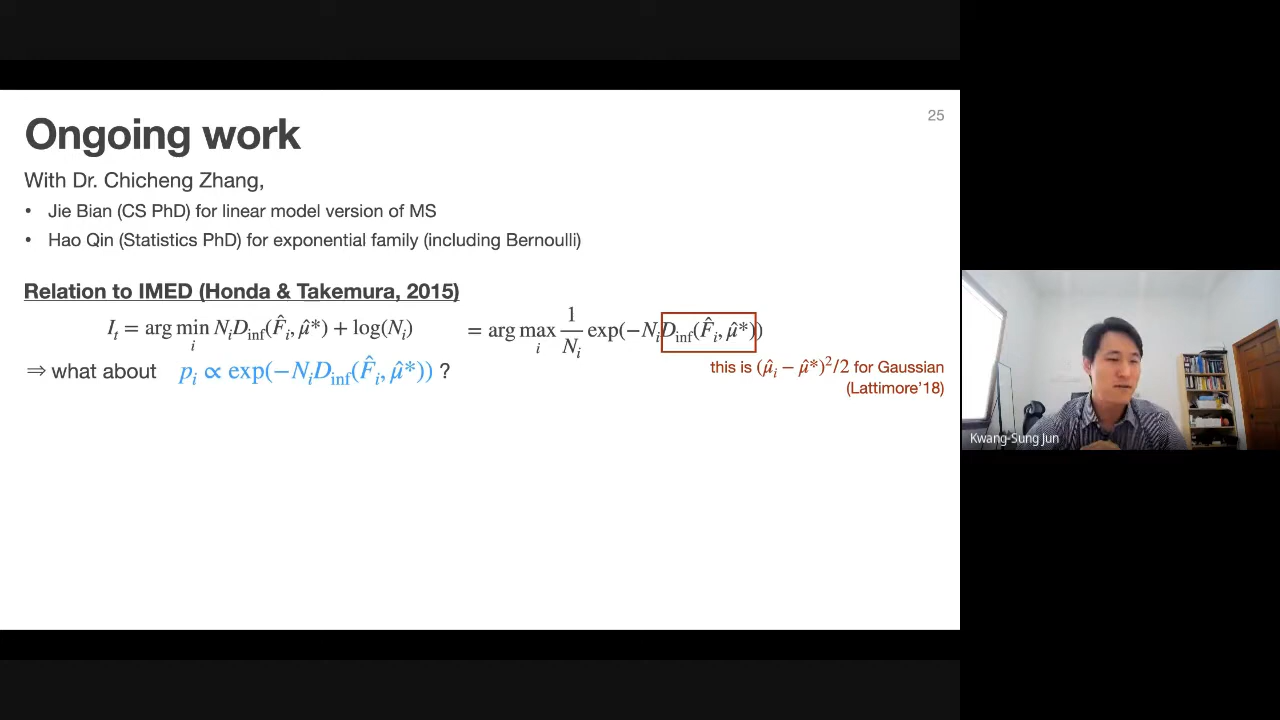 25
Ongoing work
With Dr. Chicheng Zhang,
• Jie Bian (CS PhD) for linear model version of MS
• Hao Qin (Statistics PhD) for exponential family (including Bernoulli)
Relation to IMED (Honda & Takemura, 2015)
I_t = arg min_i N_i D_inf(F̂_i, μ̂*) + log(N_i) = arg max_i 1/N_i exp(−N_i D_inf(F̂_i, μ̂*))
⇒ what about p_i ∝ exp(−N_i D_inf(F̂_i, μ̂*)) ?
this is (μ̂_i − μ̂*)²/2 for Gaussian
(Lattimore'18)
Kwang-Sung Jun